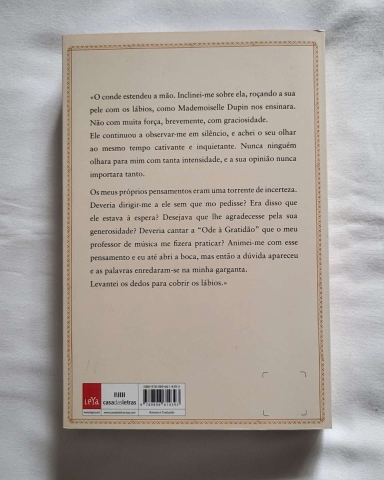 «O conde estendeu a mão. Inclinei-me sobre ela, roçando a sua
pele com os lábios, como Mademoiselle Dupin nos ensinara.
Não com muita força, brevemente, com graciosidade.
Ele continuou a observar-me em silêncio, e achei o seu olhar
ao mesmo tempo cativante e inquietante. Nunca ninguém
olhara para mim com tanta intensidade, e a sua opinião nunca
importara tanto.
Os meus próprios pensamentos eram uma torrente de incerteza.
Deveria dirigir-me a ele sem que mo pedisse? Era disso que
ele estava à espera? Desejava que lhe agradecesse pela sua
generosidade? Deveria cantar a “Ode à Gratidão” que o meu
professor de música me fizera praticar? Animei-me com esse
pensamento e eu até abri a boca, mas então a dúvida apareceu
e as palavras enredaram-se na minha garganta.
Levantei os dedos para cobrir os lábios.»
LeYa
casadasletras